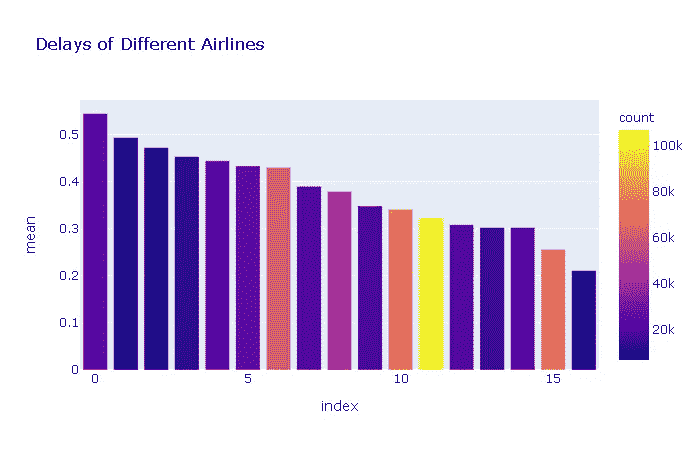 Delays of Different Airlines
count
100k
80k
60k
40k
20k
mean
0.5
0.4
0.3
0.2
0.1
0
0 5 10 15
index